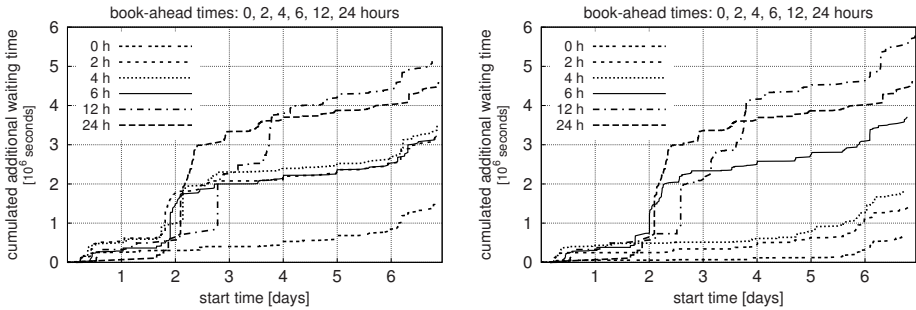 book-ahead times: 0, 2, 4, 6, 12, 24 hours
cumulated additional waiting time
[10^6 seconds]
6
5
4
3
2
1
0
0 h
2 h
4 h
6 h
12 h
24 h
1 2 3 4 5 6
start time [days]
book-ahead times: 0, 2, 4, 6, 12, 24 hours
cumulated additional waiting time
[10^6 seconds]
6
5
4
3
2
1
0
0 h
2 h
4 h
6 h
12 h
24 h
1 2 3 4 5 6
start time [days]